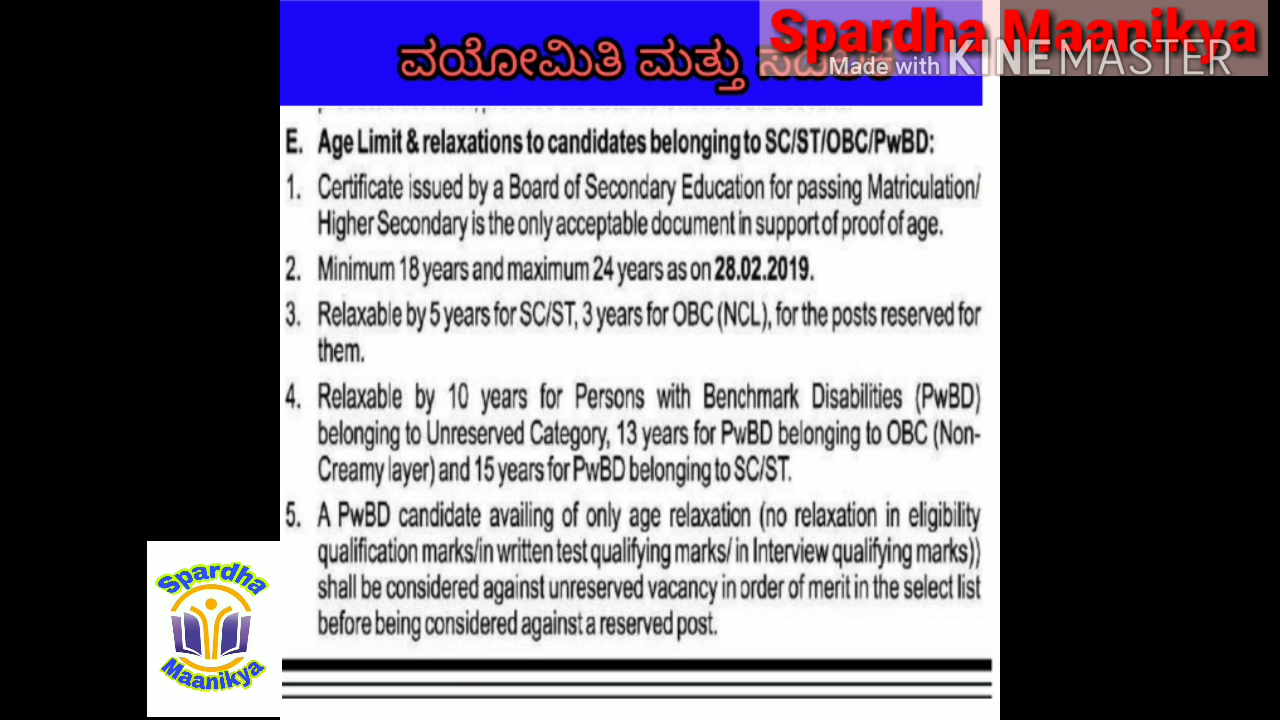 Spardha Maanikya
Made with KINEMASTER
ವಯೋಮಿತಿ ಮತ್ತು
E. Age Limit & relaxations to candidates belonging to SC/ST/OBC/PwBD:
1. Certificate issued by a Board of Secondary Education for passing Matriculation/
Higher Secondary is the only acceptable document in support of proof of age.
2. Minimum 18 years and maximum 24 years as on 28.02.2019.
3. Relaxable by 5 years for SC/ST, 3 years for OBC (NCL), for the posts reserved for
them.
4. Relaxable by 10 years for Persons with Benchmark Disabilities (PwBD)
belonging to Unreserved Category, 13 years for PwBD belonging to OBC (Non-
Creamy layer) and 15 years for PwBD belonging to SC/ST.
5. A PwBD candidate availing of only age relaxation (no relaxation in eligibility
qualification marks/in written test qualifying marks/ in Interview qualifying marks))
shall be considered against unreserved vacancy in order of merit in the select list
before being considered against a reserved post.
Spardha
Maanikya